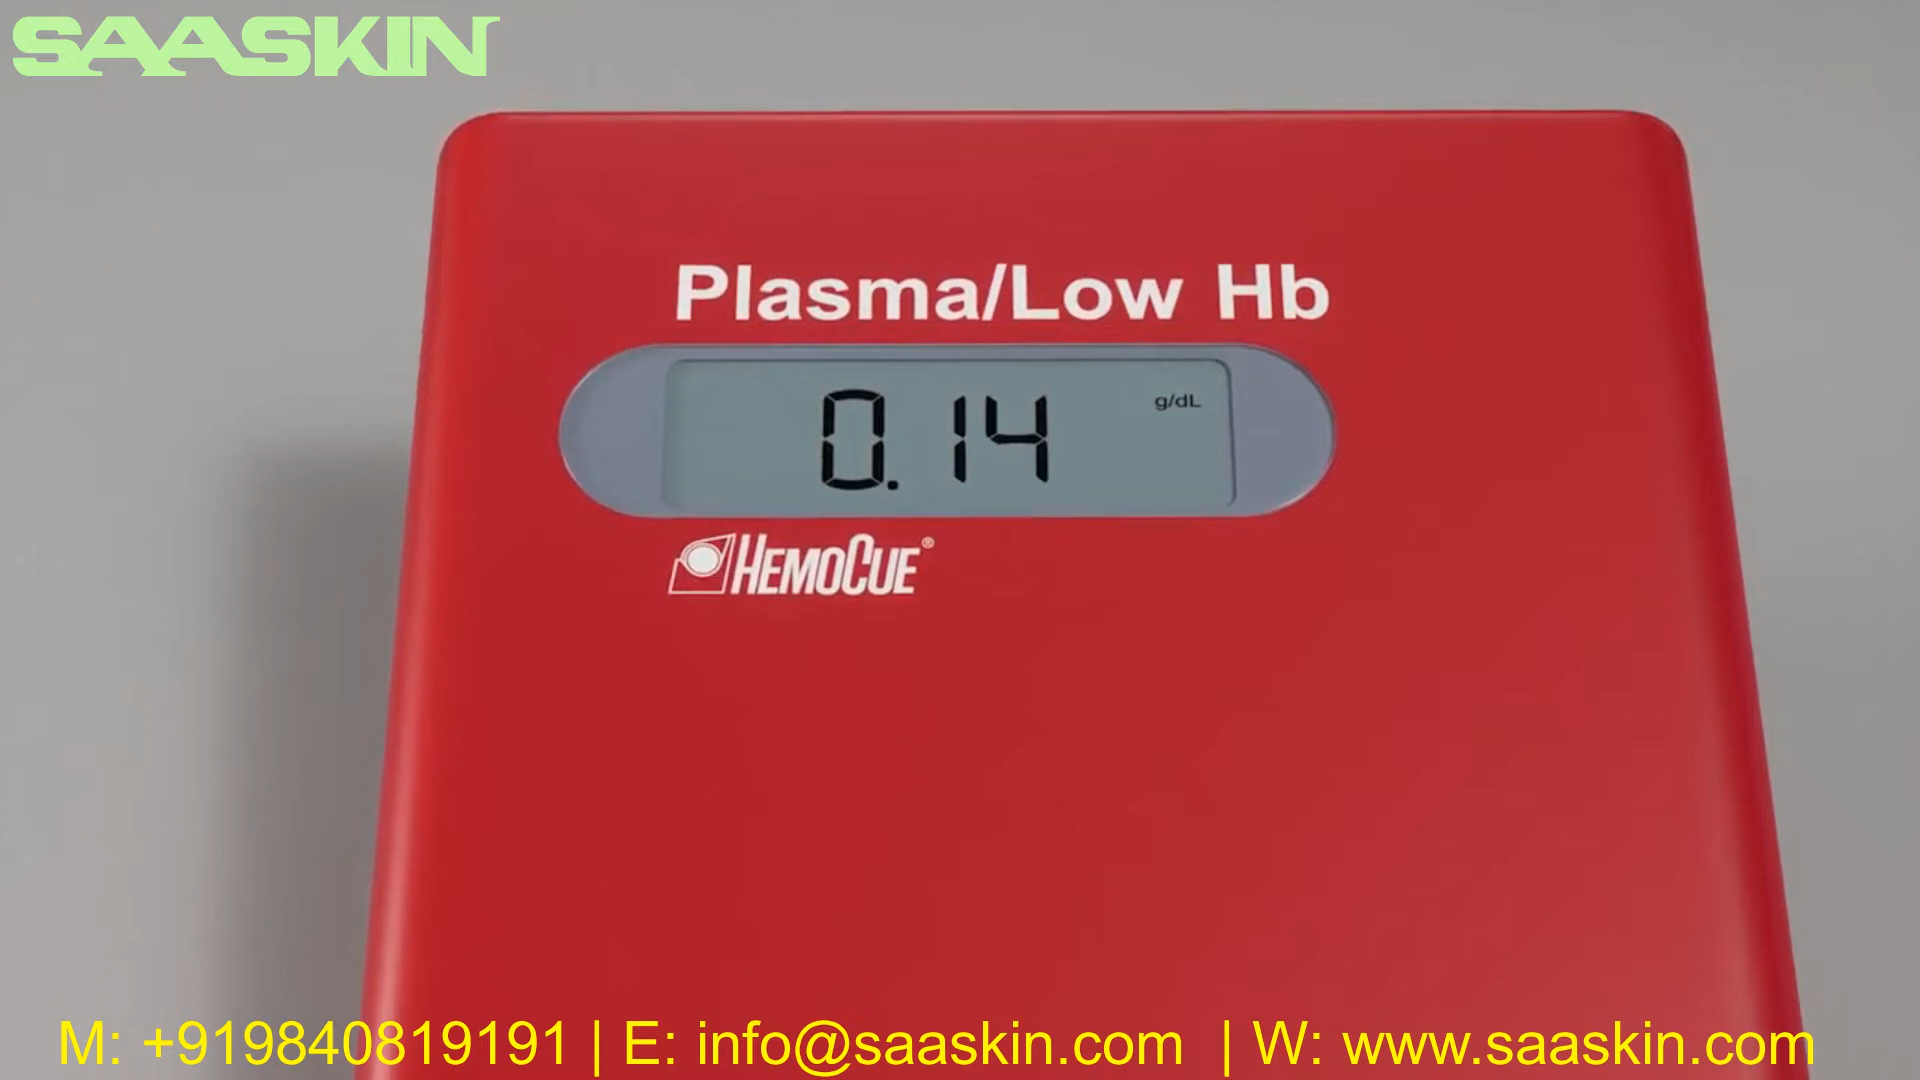 SAASKIN
Plasma/Low Hb
0.14 g/dL
HEMOCUE®
M: +919840819191 | E: info@saaskin.com | W: www.saaskin.com